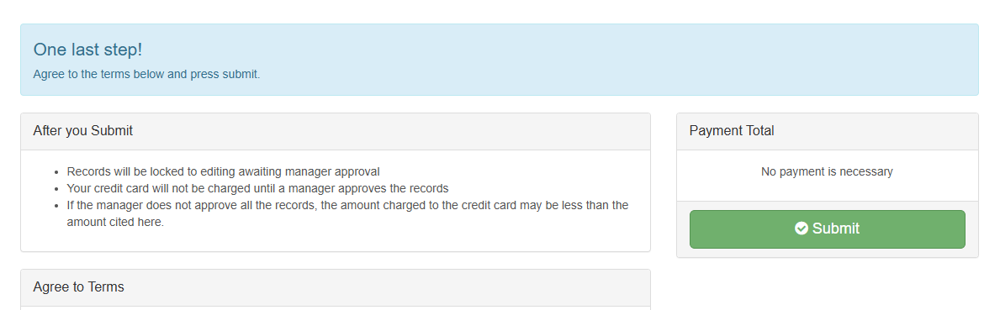 One last step!
Agree to the terms below and press submit.
After you Submit
Records will be locked to editing awaiting manager approval
Your credit card will not be charged until a manager approves the records
If the manager does not approve all the records, the amount charged to the credit card may be less than the
amount cited here.
Payment Total
No payment is necessary
Submit
Agree to Terms